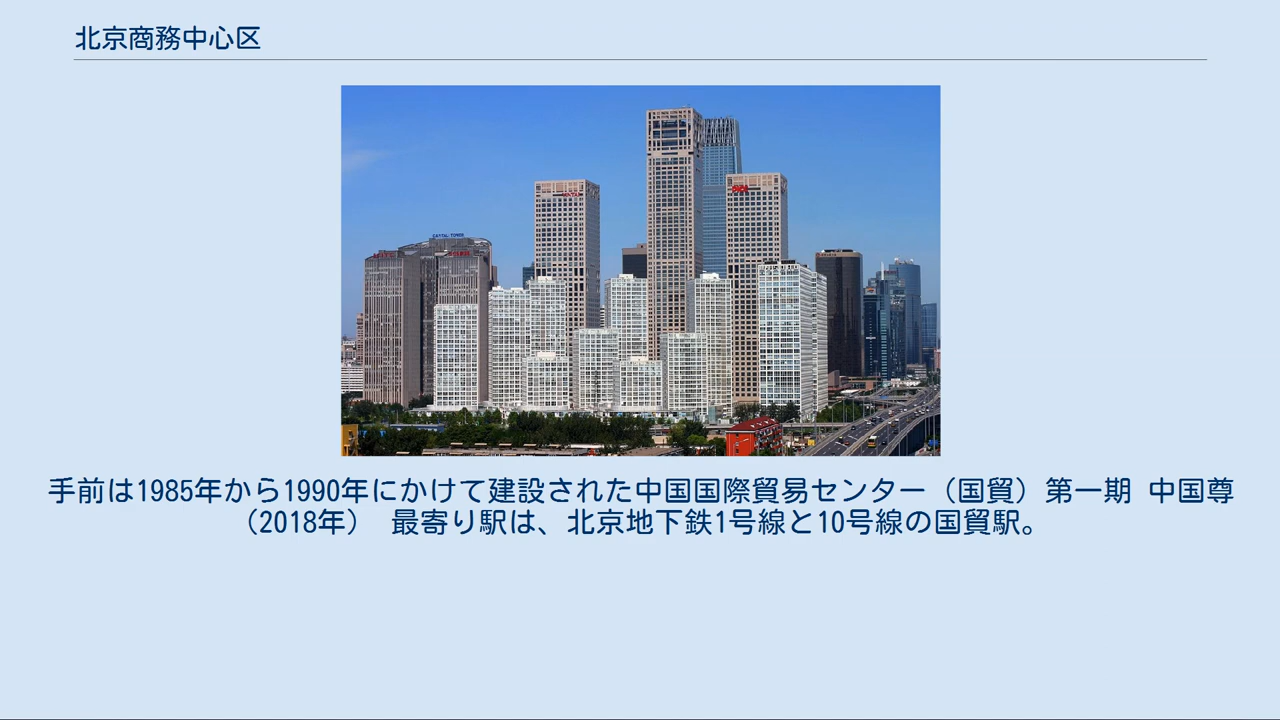 北京商務中心区
CAPITAL TOWER
手前は1985年から1990年にかけて建設された中国国際貿易センター（国貿）第一期 中国尊
（2018年） 最寄り駅は、北京地下鉄1号線と10号線の国貿駅。